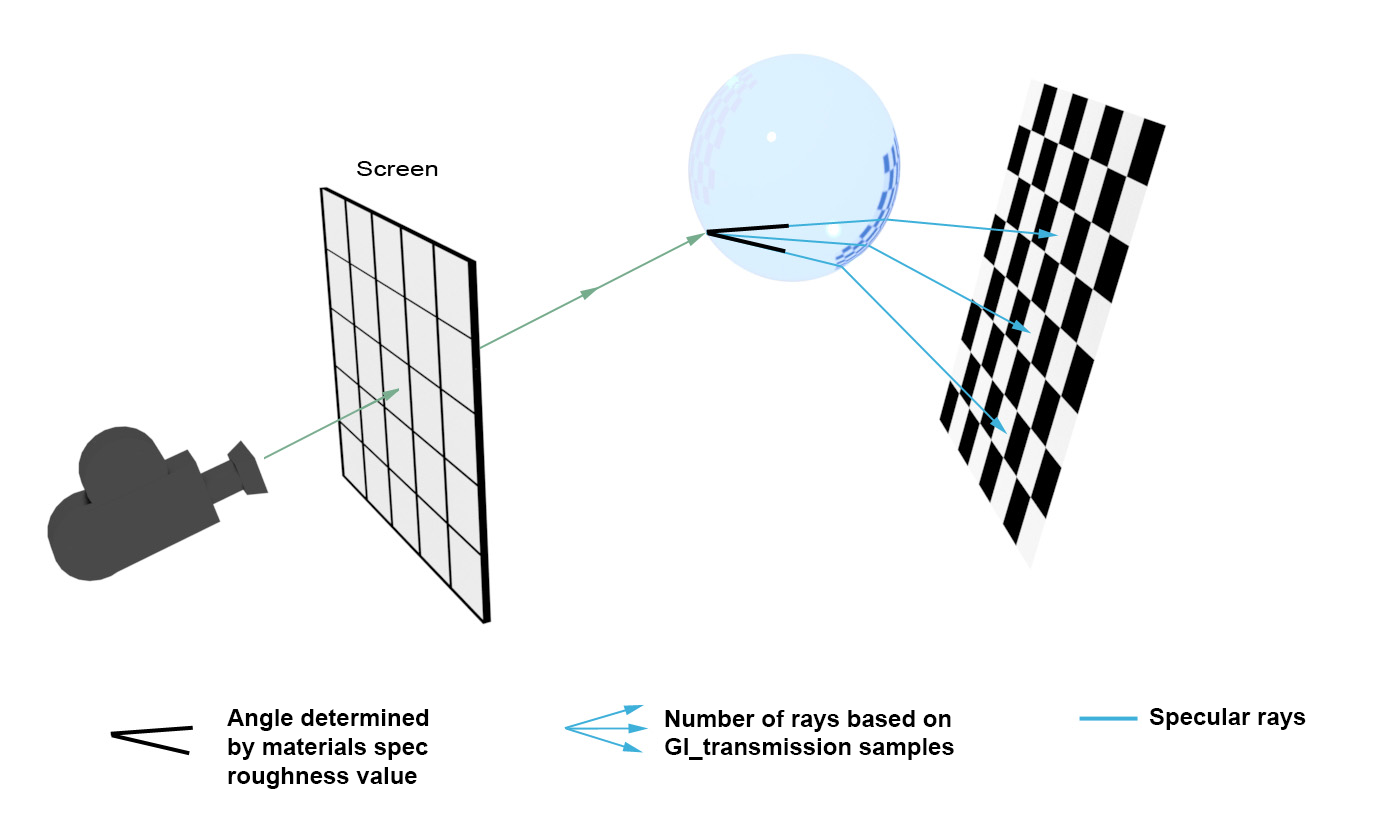 Screen
Angle determined
by materials spec
roughness value
Number of rays based on
GI_transmission samples
Specular rays